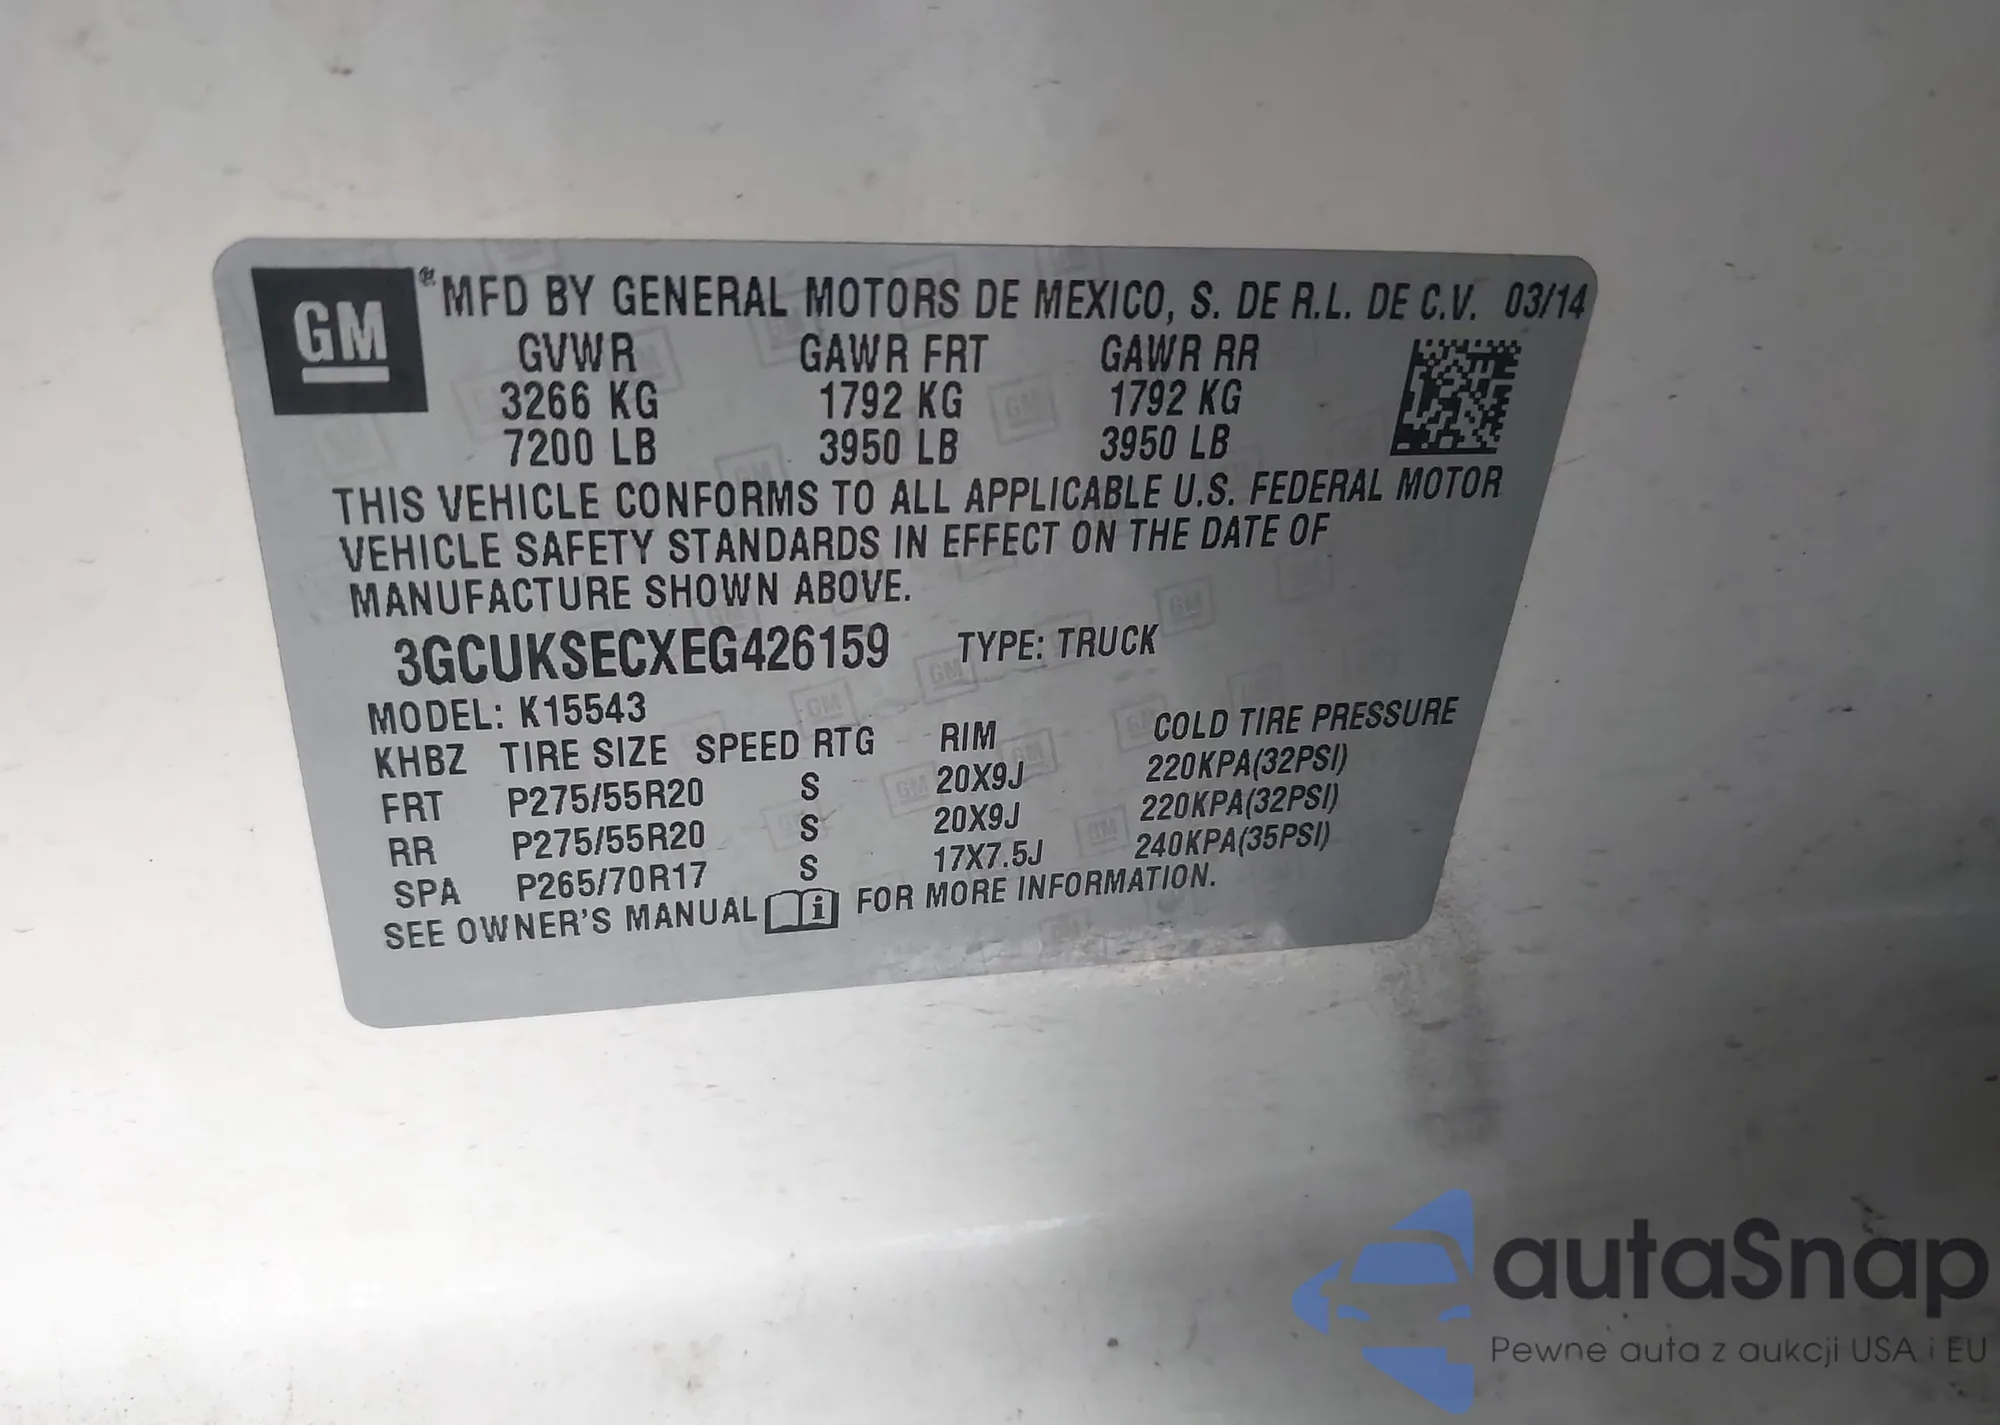 GM
® MFD BY GENERAL MOTORS DE MEXICO, S. DE R.L. DE C.V. 03/14
GVWR GAWR FRT GAWR RR
3266 KG 1792 KG 1792 KG
7200 LB 3950 LB 3950 LB
THIS VEHICLE CONFORMS TO ALL APPLICABLE U.S. FEDERAL MOTOR
VEHICLE SAFETY STANDARDS IN EFFECT ON THE DATE OF
MANUFACTURE SHOWN ABOVE.
3GCUKSECXEG426159 TYPE: TRUCK
MODEL: K15543
KHBZ TIRE SIZE SPEED RTG RIM COLD TIRE PRESSURE
FRT P275/55R20 S 20X9J 220KPA(32PSI)
RR P275/55R20 S 20X9J 220KPA(32PSI)
SPA P265/70R17 S 17X7.5J 240KPA(35PSI)
SEE OWNER'S MANUAL i FOR MORE INFORMATION.
autaSnap
Pewne auta z aukcji USA i EU